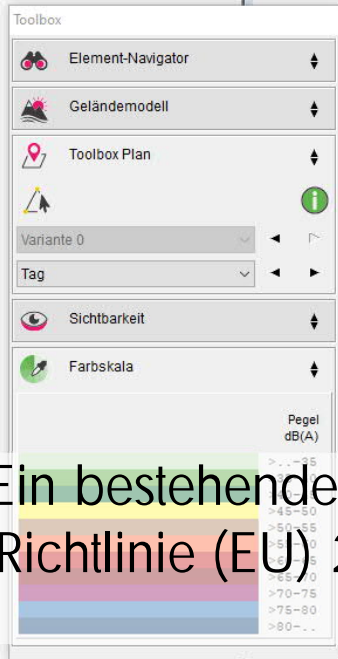 Toolbox
Element-Navigator
Geländemodell
Toolbox Plan
Variante 0
Tag
Sichtbarkeit
Farbskala
Pegel
dB(A)
>..-35
Ein bestehende
>45-50
>50-55
Richtlinie (EU) 2
>65-70
>70-75
>75-80
>80-..